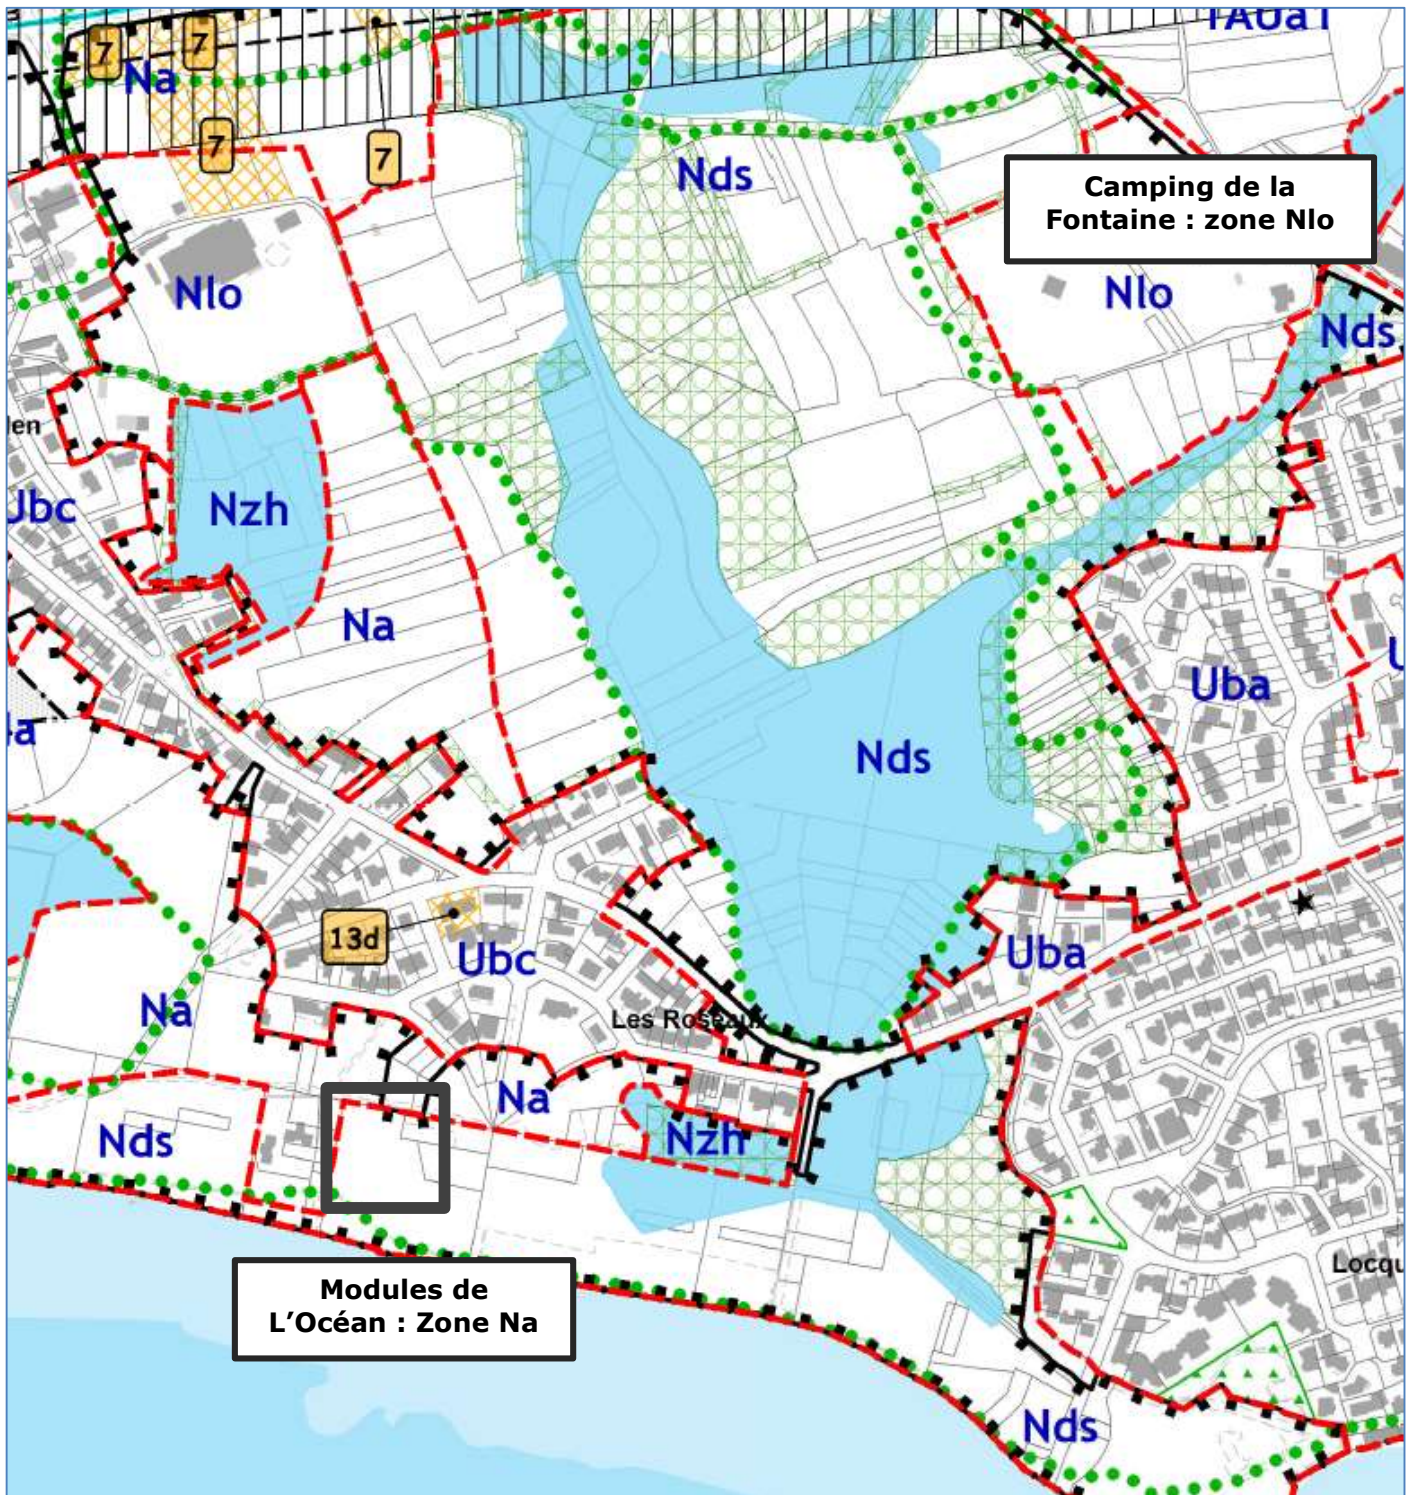 1AUa1
7
7
Na
7
7
Nds
Camping de la
Fontaine : zone Nlo
Nlo
Nlo
Nds
len
Ubc
Nzh
Na
Uba
Nds
13d
Ubc
Uba
Na
Les Roseaux
Na
Nds
Nzh
Modules de
L'Océan : Zone Na
Locqu
Nds